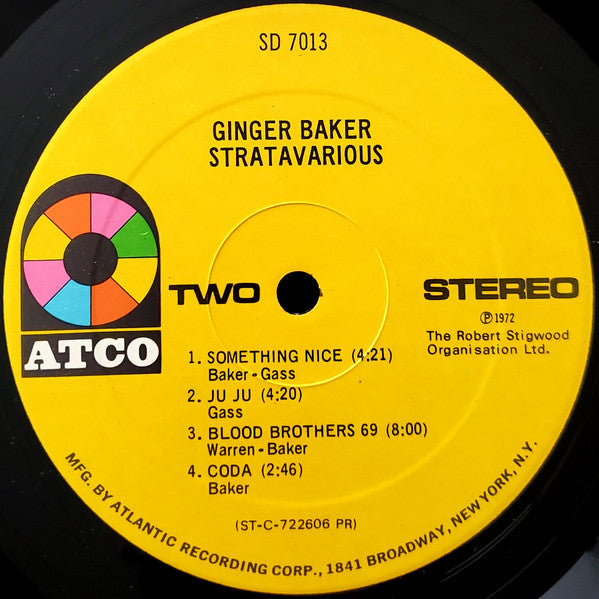 SD 7013
GINGER BAKER
STRATAVARIOUS
ATCO
TWO
STEREO
Ⓟ1972
The Robert Stigwood
Organisation Ltd.
1. SOMETHING NICE (4:21)
Baker - Gass
2. JU JU (4:20)
Gass
3. BLOOD BROTHERS 69 (8:00)
Warren - Baker
4. CODA (2:46)
Baker
(ST-C-722606 PR)
MFG. BY ATLANTIC RECORDING CORP., 1841 BROADWAY, NEW YORK, N.Y.